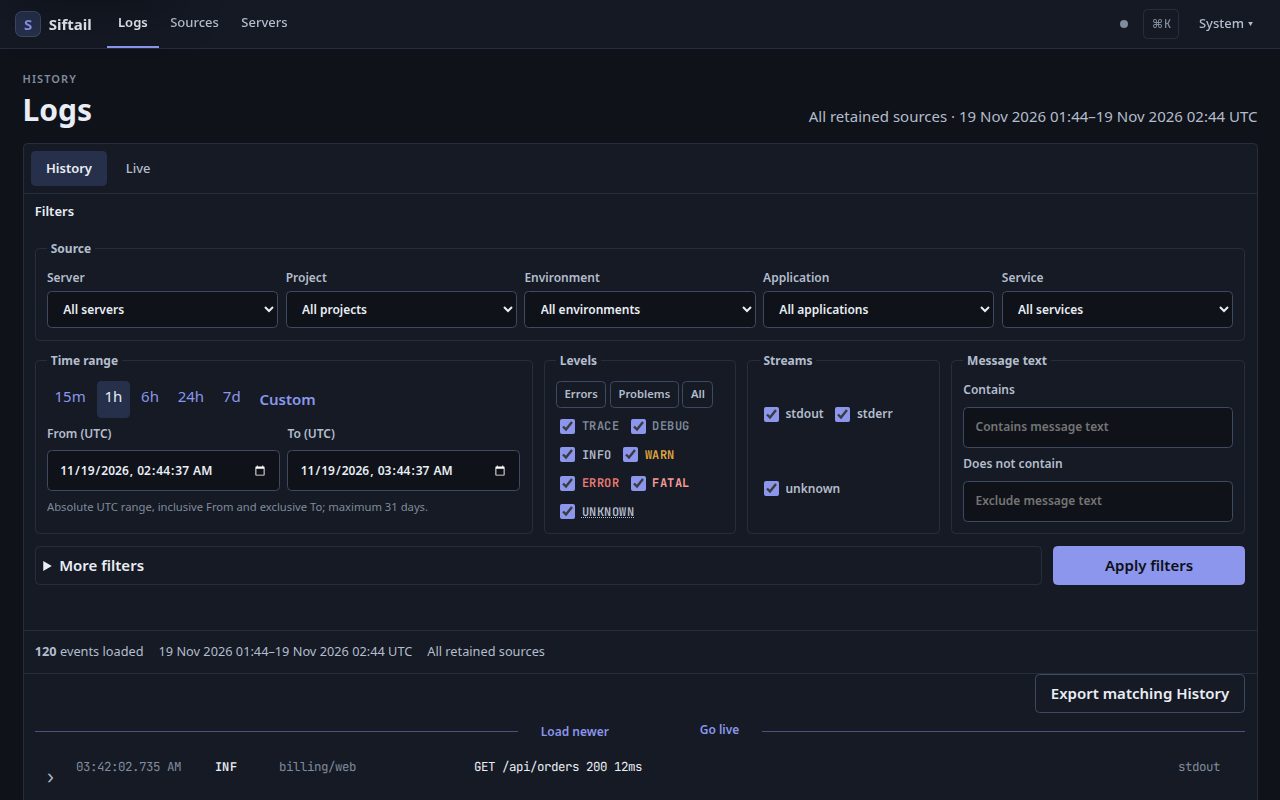 S Siftail Logs Sources Servers ⌘K System ▾
HISTORY
Logs
All retained sources · 19 Nov 2026 01:44–19 Nov 2026 02:44 UTC
History Live
Filters
Source
Server Project Environment Application Service
All servers All projects All environments All applications All services
Time range
15m 1h 6h 24h 7d Custom
From (UTC) To (UTC)
11/19/2026, 02:44:37 AM 11/19/2026, 03:44:37 AM
Absolute UTC range, inclusive From and exclusive To; maximum 31 days.
Levels
Errors Problems All
TRACE DEBUG
INFO WARN
ERROR FATAL
UNKNOWN
Streams
stdout stderr
unknown
Message text
Contains
Contains message text
Does not contain
Exclude message text
▶ More filters Apply filters
120 events loaded 19 Nov 2026 01:44–19 Nov 2026 02:44 UTC All retained sources
Export matching History
Load newer Go live
03:42:02.735 AM INF billing/web GET /api/orders 200 12ms stdout